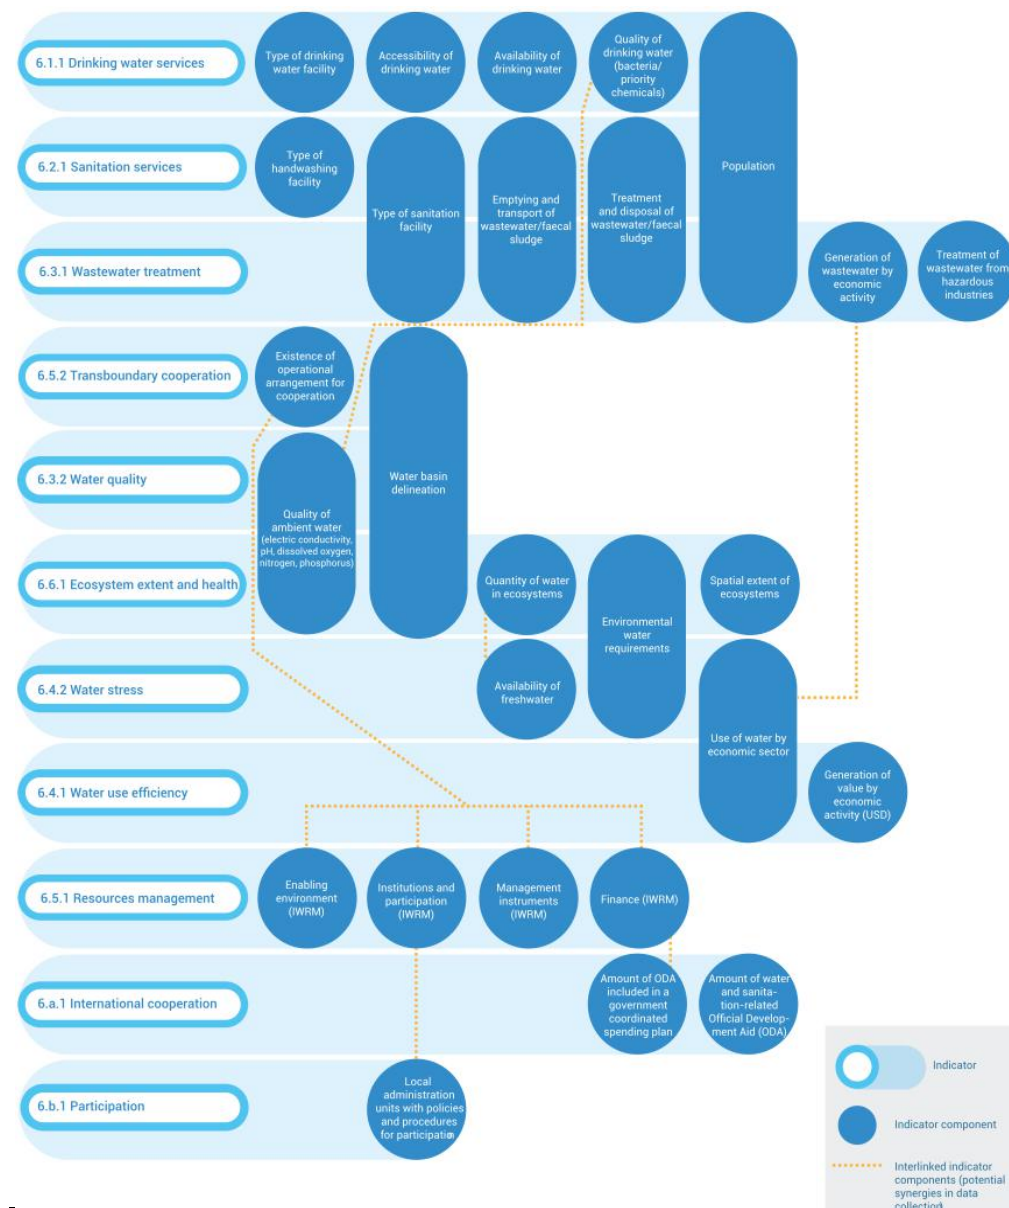 6.1.1 Drinking water services
Type of drinking
water facility
Accessibility of
drinking water
Availability of
drinking water
Quality of
drinking water
(bacteria/
priority
chemicals)
6.2.1 Sanitation services
Type of
handwashing
facility
Type of sanitation
facility
Emptying and
transport of
wastewater/faecal
sludge
Treatment
and disposal of
wastewater/faecal
sludge
Population
6.3.1 Wastewater treatment
Generation of
wastewater by
economic
activity
Treatment of
wastewater from
hazardous
industries
6.5.2 Transboundary cooperation
Existence of
operational
arrangement for
cooperation
Water basin
delineation
6.3.2 Water quality
Quality of
ambient water
(electric conductivity,
pH, dissolved oxygen,
nitrogen, phosphorus)
6.6.1 Ecosystem extent and health
Quantity of water
in ecosystems
Environmental
water
requirements
Spatial extent of
ecosystems
6.4.2 Water stress
Availability of
freshwater
Use of water by
economic sector
6.4.1 Water use efficiency
Generation of
value by
economic
activity (USD)
6.5.1 Resources management
Enabling
environment
(IWRM)
Institutions and
participation
(IWRM)
Management
instruments
(IWRM)
Finance (IWRM)
6.a.1 International cooperation
Amount of ODA
included in a
government
coordinated
spending plan
Amount of water
and sanita-
tion-related
Official Develop-
ment Aid (ODA)
6.b.1 Participation
Local
administration
units with policies
and procedures
for participation
Indicator
Indicator component
Interlinked indicator
components (potential
synergies in data
collection)